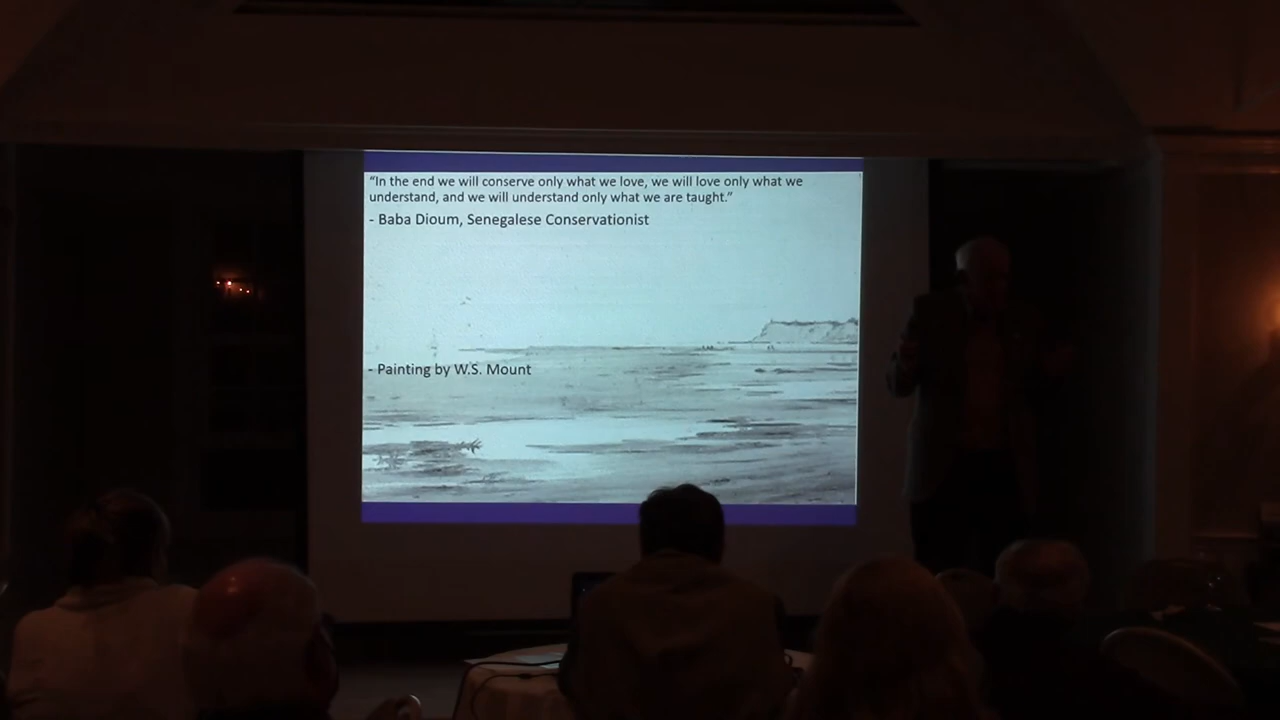 “In the end we will conserve only what we love, we will love only what we
understand, and we will understand only what we are taught.”
- Baba Dioum, Senegalese Conservationist
- Painting by W.S. Mount